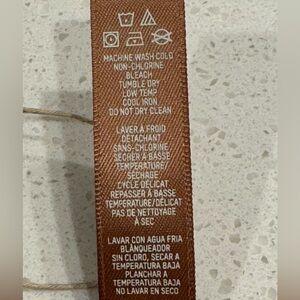 MACHINE WASH COLD
NON-CHLORINE
BLEACH
TUMBLE DRY
LOW TEMP
COOL IRON
DO NOT DRY CLEAN
LAVER À FROID
DÉTACHANT
SANS-CHLORINE
SÉCHER À BASSE
TEMPÉRATURE/
SÉCHAGE
CYCLE DÉLICAT
REPASSER À BASSE
TEMPÉRATURE/DÉLICAT
PAS DE NETTOYAGE
À SEC
LAVAR CON AGUA FRIA
BLANQUEADOR
SIN CLORO, SECAR A
TEMPERATURA BAJA
PLANCHAR A
TEMPERATURA BAJA
NO LAVAR EN SECO